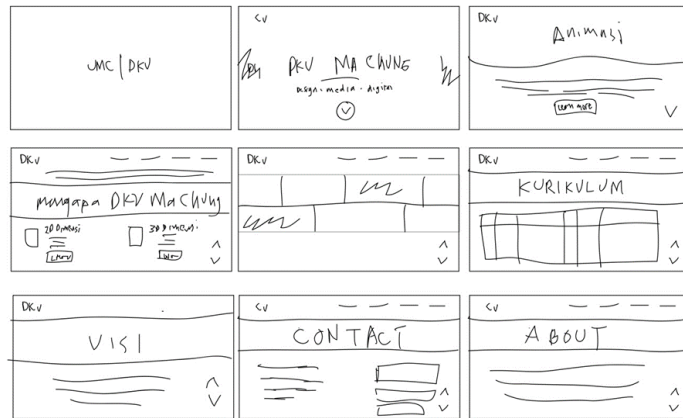 UMC | DKV
CV
DKV MA CHUNG
design · media · digital
DKV
Animasi
Learn more
DKV
mengapa DKV Ma Chung
2D Dimensi
3D Dimensi
DKV
DKV
KURIKULUM
DKV
VISI
CV
CONTACT
CV
ABOUT